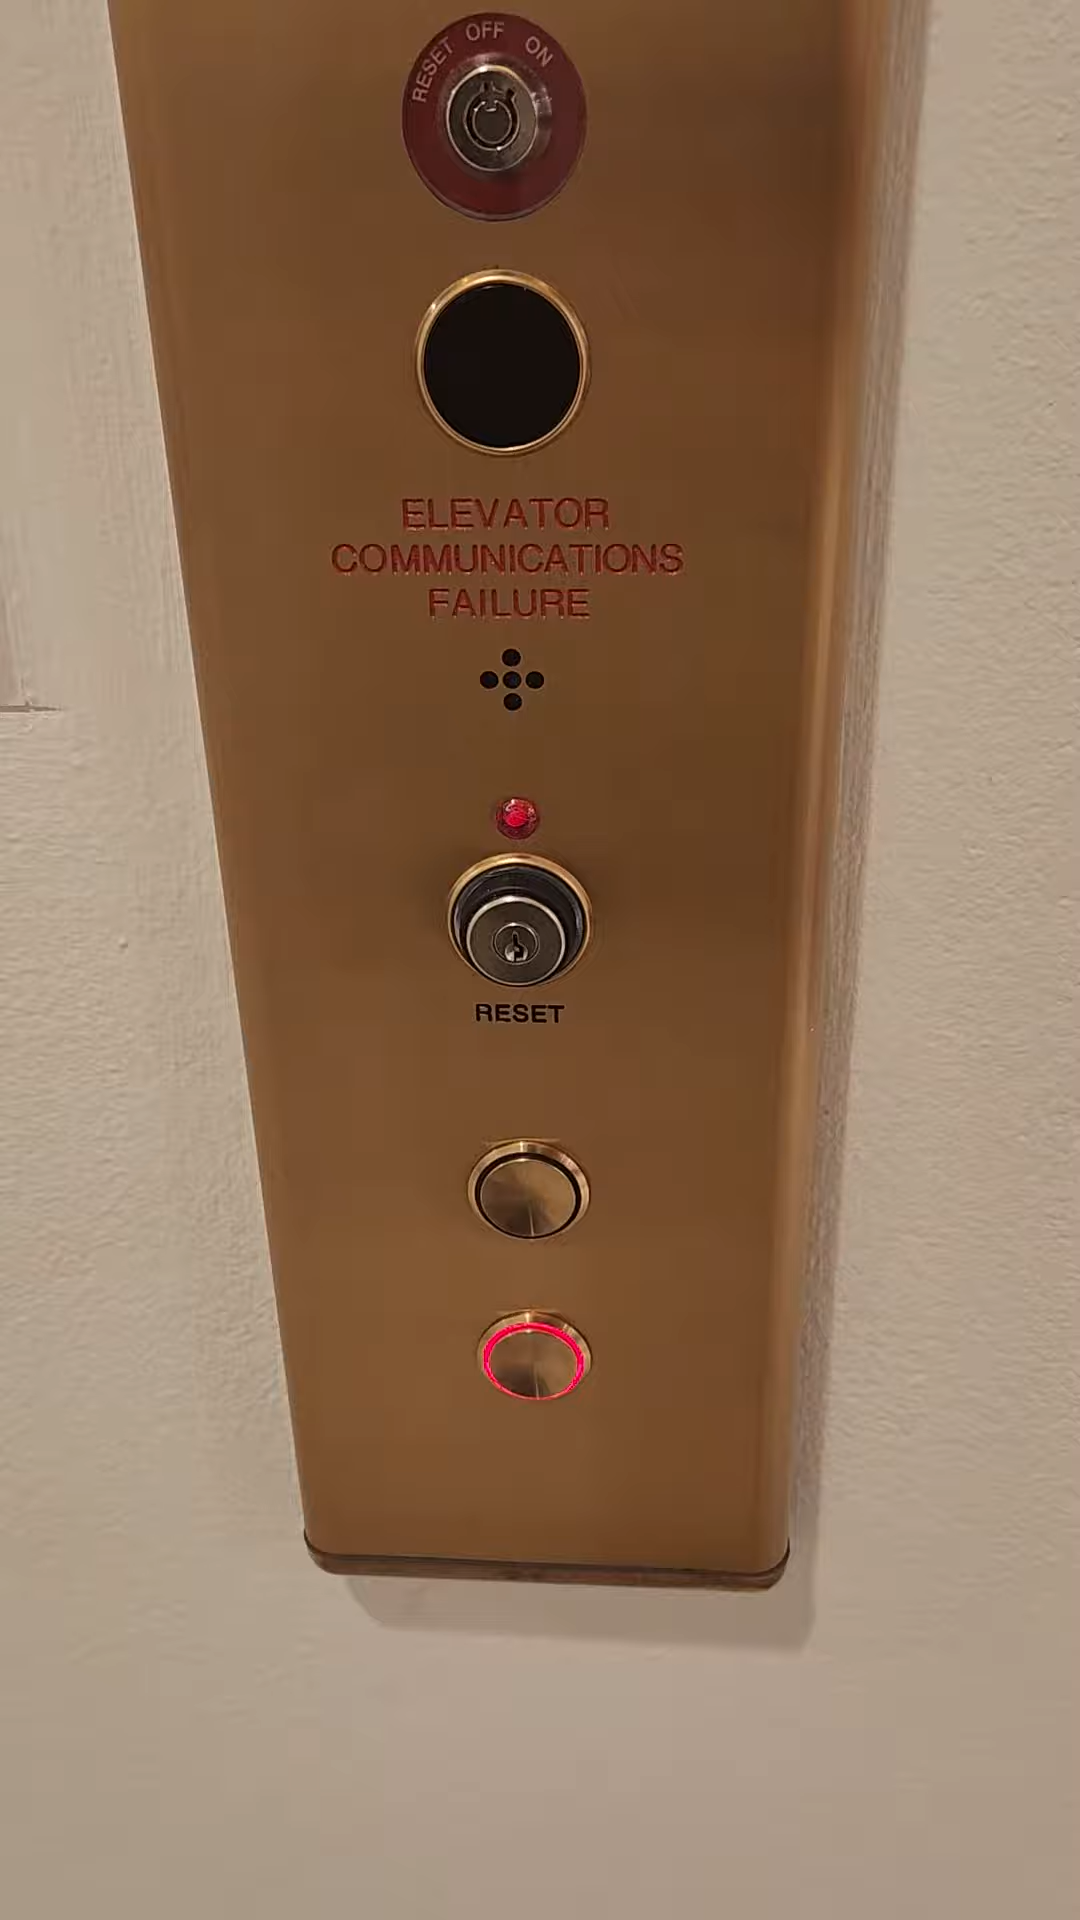 RESET OFF ON
ELEVATOR
COMMUNICATIONS
FAILURE
RESET